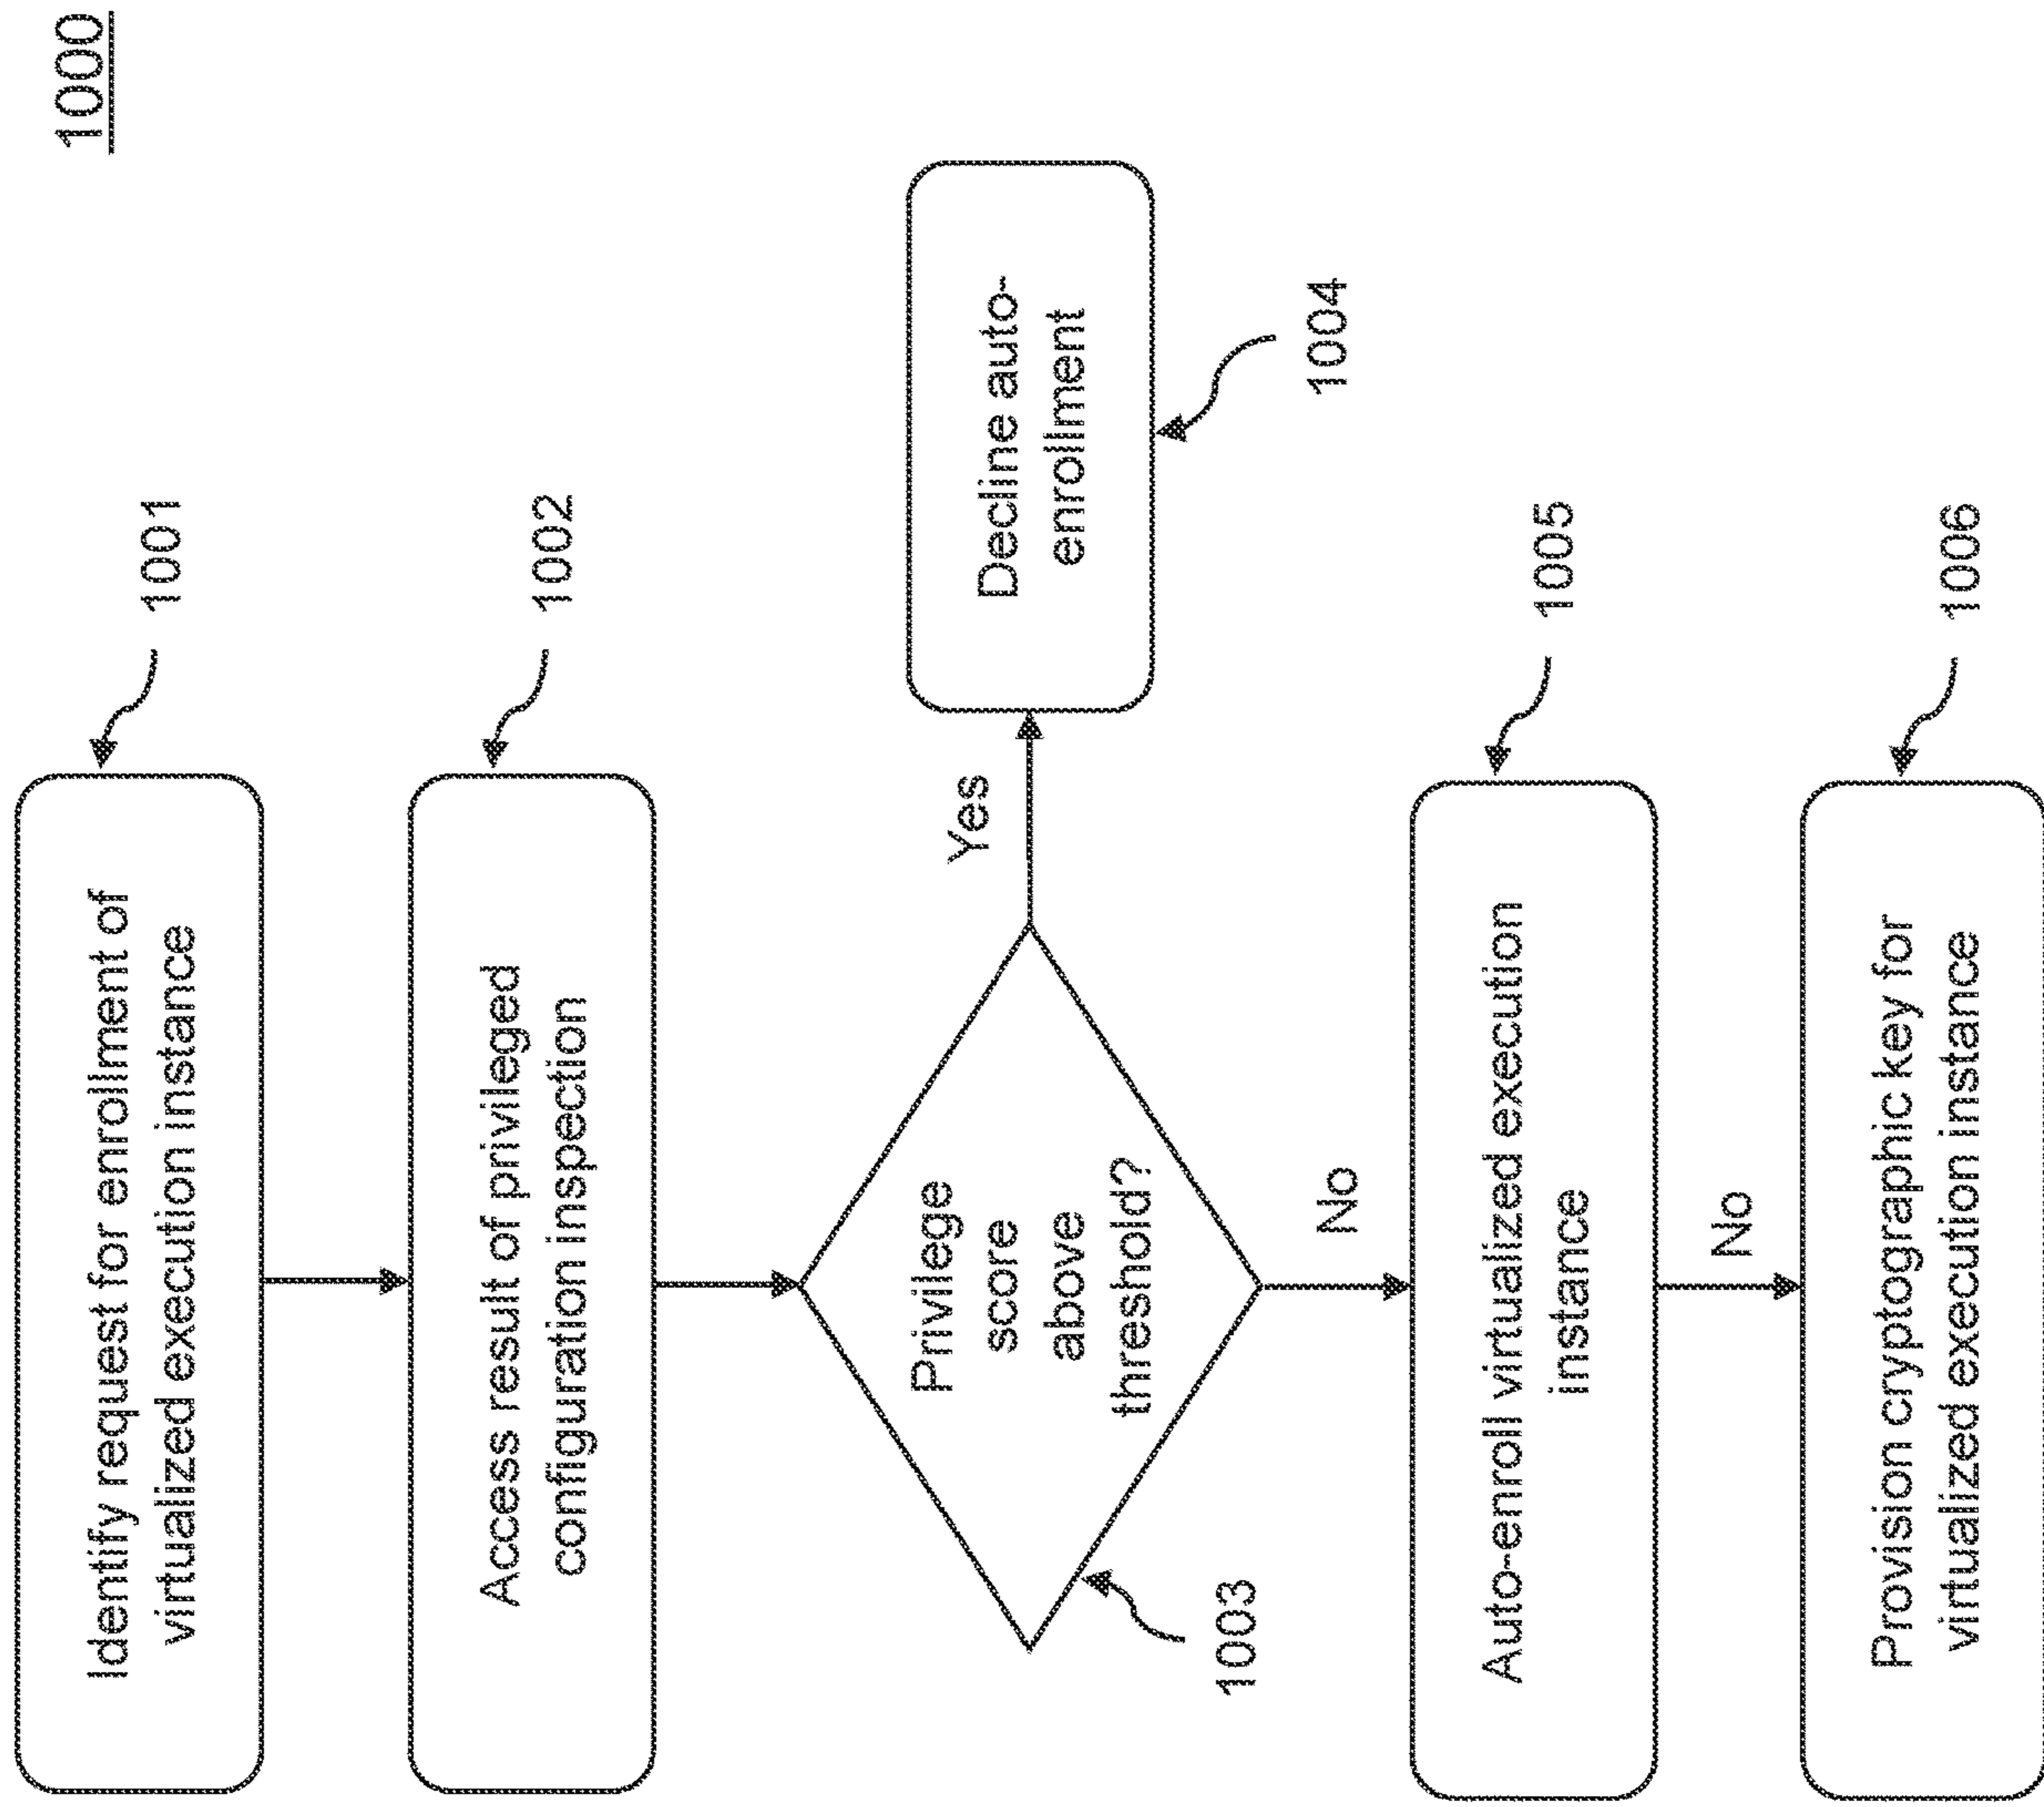 1000
Identify request for enrollment of
virtualized execution instance
1001
Access result of privileged
configuration inspection
1002
Privilege
score
above
threshold?
1003
Yes
Decline auto-
enrollment
1004
No
Auto-enroll virtualized execution
instance
1005
No
Provision cryptographic key for
virtualized execution instance
1006